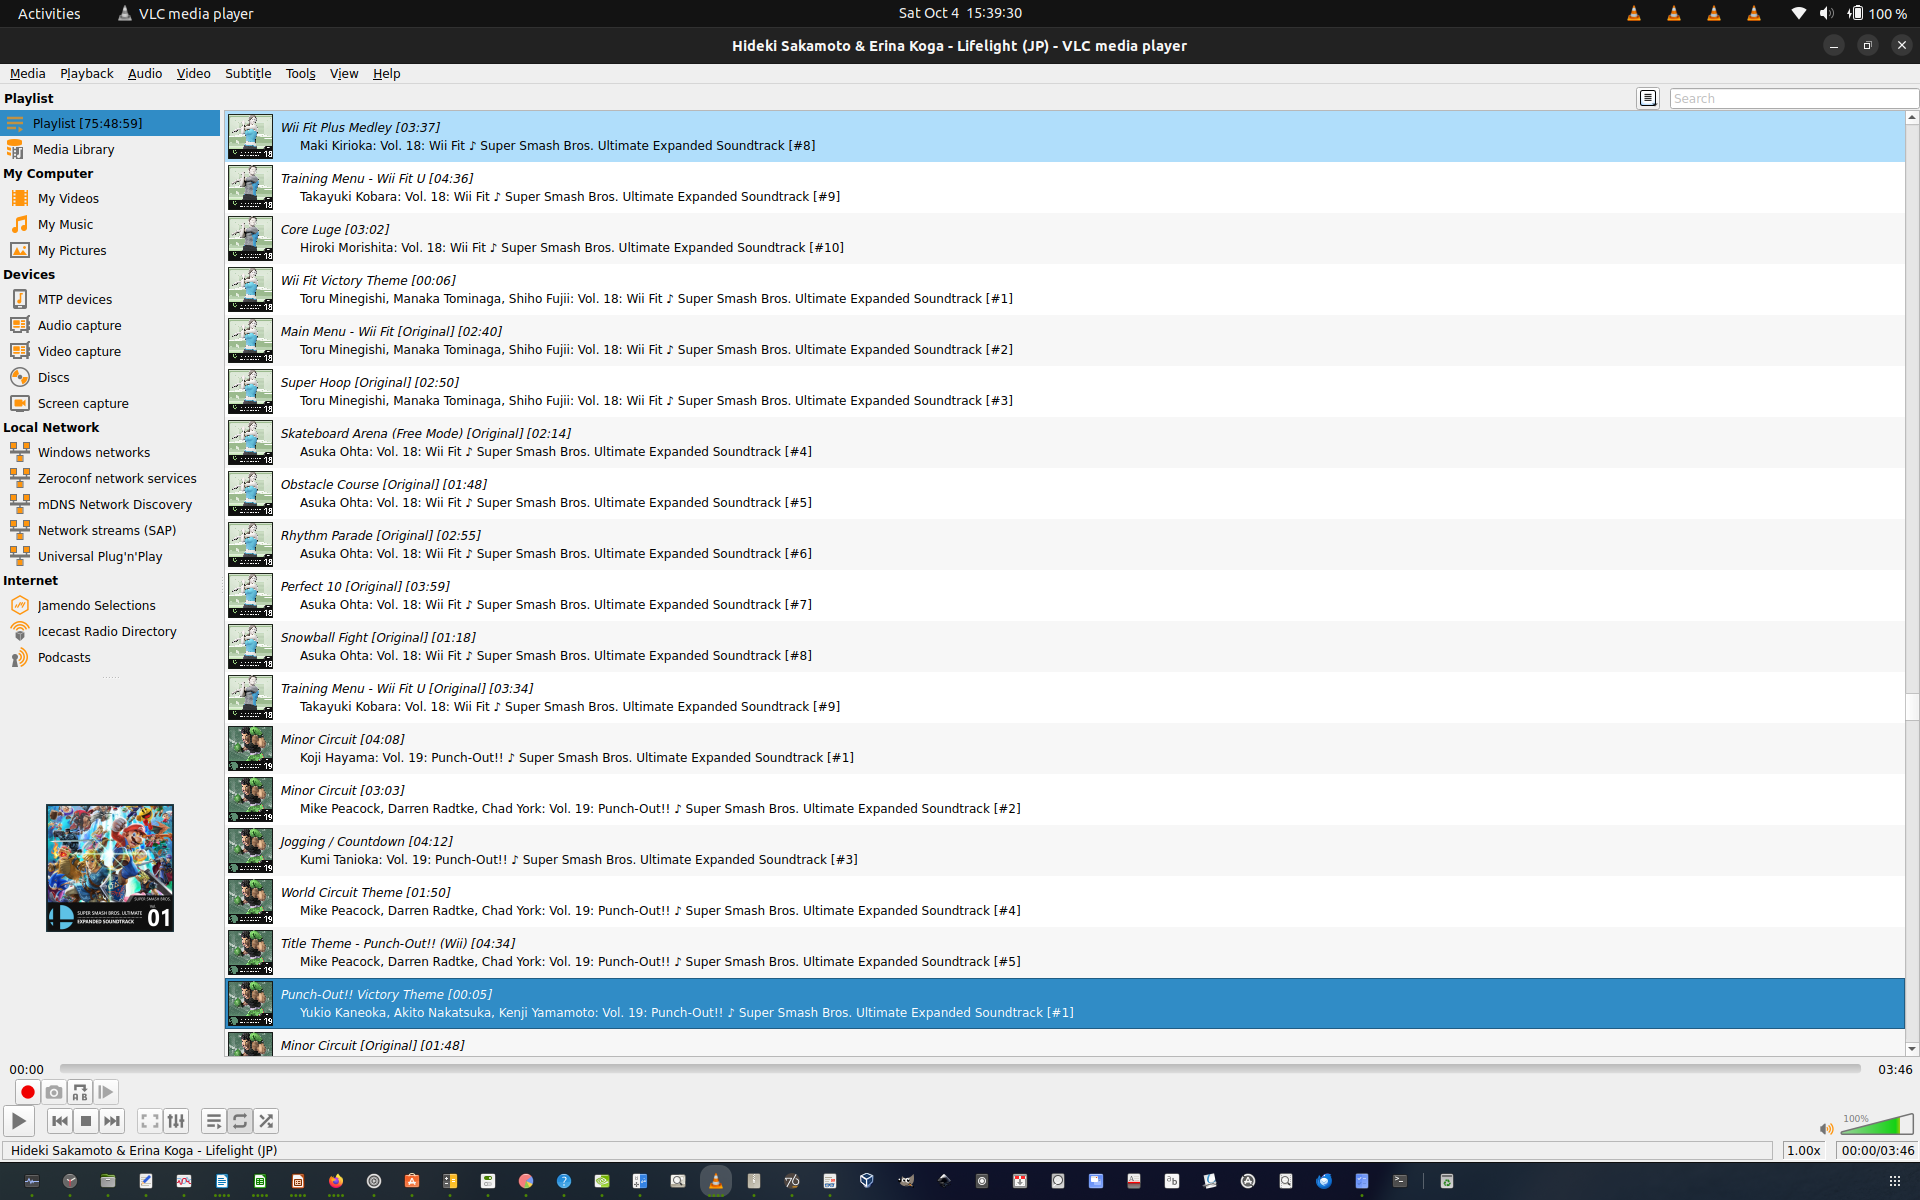 Activities
VLC media player
Sat Oct 4 15:39:30
100 %
Hideki Sakamoto & Erina Koga - Lifelight (JP) - VLC media player
Media Playback Audio Video Subtitle Tools View Help
Playlist
Search
Playlist [75:48:59]
Media Library
My Computer
My Videos
My Music
My Pictures
Devices
MTP devices
Audio capture
Video capture
Discs
Screen capture
Local Network
Windows networks
Zeroconf network services
mDNS Network Discovery
Network streams (SAP)
Universal Plug'n'Play
Internet
Jamendo Selections
Icecast Radio Directory
Podcasts
SUPER SMASH BROS. ULTIMATE
EXPANDED SOUNDTRACK
01
Wii Fit Plus Medley [03:37]
Maki Kirioka: Vol. 18: Wii Fit ♪ Super Smash Bros. Ultimate Expanded Soundtrack [#8]
Training Menu - Wii Fit U [04:36]
Takayuki Kobara: Vol. 18: Wii Fit ♪ Super Smash Bros. Ultimate Expanded Soundtrack [#9]
Core Luge [03:02]
Hiroki Morishita: Vol. 18: Wii Fit ♪ Super Smash Bros. Ultimate Expanded Soundtrack [#10]
Wii Fit Victory Theme [00:06]
Toru Minegishi, Manaka Tominaga, Shiho Fujii: Vol. 18: Wii Fit ♪ Super Smash Bros. Ultimate Expanded Soundtrack [#1]
Main Menu - Wii Fit [Original] [02:40]
Toru Minegishi, Manaka Tominaga, Shiho Fujii: Vol. 18: Wii Fit ♪ Super Smash Bros. Ultimate Expanded Soundtrack [#2]
Super Hoop [Original] [02:50]
Toru Minegishi, Manaka Tominaga, Shiho Fujii: Vol. 18: Wii Fit ♪ Super Smash Bros. Ultimate Expanded Soundtrack [#3]
Skateboard Arena (Free Mode) [Original] [02:14]
Asuka Ohta: Vol. 18: Wii Fit ♪ Super Smash Bros. Ultimate Expanded Soundtrack [#4]
Obstacle Course [Original] [01:48]
Asuka Ohta: Vol. 18: Wii Fit ♪ Super Smash Bros. Ultimate Expanded Soundtrack [#5]
Rhythm Parade [Original] [02:55]
Asuka Ohta: Vol. 18: Wii Fit ♪ Super Smash Bros. Ultimate Expanded Soundtrack [#6]
Perfect 10 [Original] [03:59]
Asuka Ohta: Vol. 18: Wii Fit ♪ Super Smash Bros. Ultimate Expanded Soundtrack [#7]
Snowball Fight [Original] [01:18]
Asuka Ohta: Vol. 18: Wii Fit ♪ Super Smash Bros. Ultimate Expanded Soundtrack [#8]
Training Menu - Wii Fit U [Original] [03:34]
Takayuki Kobara: Vol. 18: Wii Fit ♪ Super Smash Bros. Ultimate Expanded Soundtrack [#9]
Minor Circuit [04:08]
Koji Hayama: Vol. 19: Punch-Out!! ♪ Super Smash Bros. Ultimate Expanded Soundtrack [#1]
Minor Circuit [03:03]
Mike Peacock, Darren Radtke, Chad York: Vol. 19: Punch-Out!! ♪ Super Smash Bros. Ultimate Expanded Soundtrack [#2]
Jogging / Countdown [04:12]
Kumi Tanioka: Vol. 19: Punch-Out!! ♪ Super Smash Bros. Ultimate Expanded Soundtrack [#3]
World Circuit Theme [01:50]
Mike Peacock, Darren Radtke, Chad York: Vol. 19: Punch-Out!! ♪ Super Smash Bros. Ultimate Expanded Soundtrack [#4]
Title Theme - Punch-Out!! (Wii) [04:34]
Mike Peacock, Darren Radtke, Chad York: Vol. 19: Punch-Out!! ♪ Super Smash Bros. Ultimate Expanded Soundtrack [#5]
Punch-Out!! Victory Theme [00:05]
Yukio Kaneoka, Akito Nakatsuka, Kenji Yamamoto: Vol. 19: Punch-Out!! ♪ Super Smash Bros. Ultimate Expanded Soundtrack [#1]
Minor Circuit [Original] [01:48]
00:00
03:46
100%
Hideki Sakamoto & Erina Koga - Lifelight (JP)
1.00x
00:00/03:46